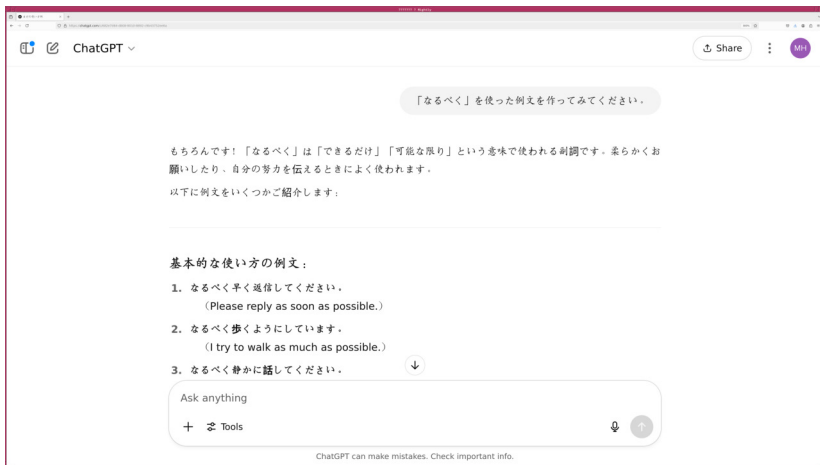 ChatGPT
Share
MH
「なるべく」を使った例文を作ってみてください。
もちろんです！「なるべく」は「できるだけ」「可能な限り」という意味で使われる副詞です。柔らかくお
願いしたり、自分の努力を伝えるときによく使われます。
以下に例文をいくつかご紹介します：
基本的な使い方の例文：
1. なるべく早く返信してください。
（Please reply as soon as possible.）
2. なるべく歩くようにしています。
（I try to walk as much as possible.）
3. なるべく静かに話してください。
Ask anything
Tools
ChatGPT can make mistakes. Check important info.